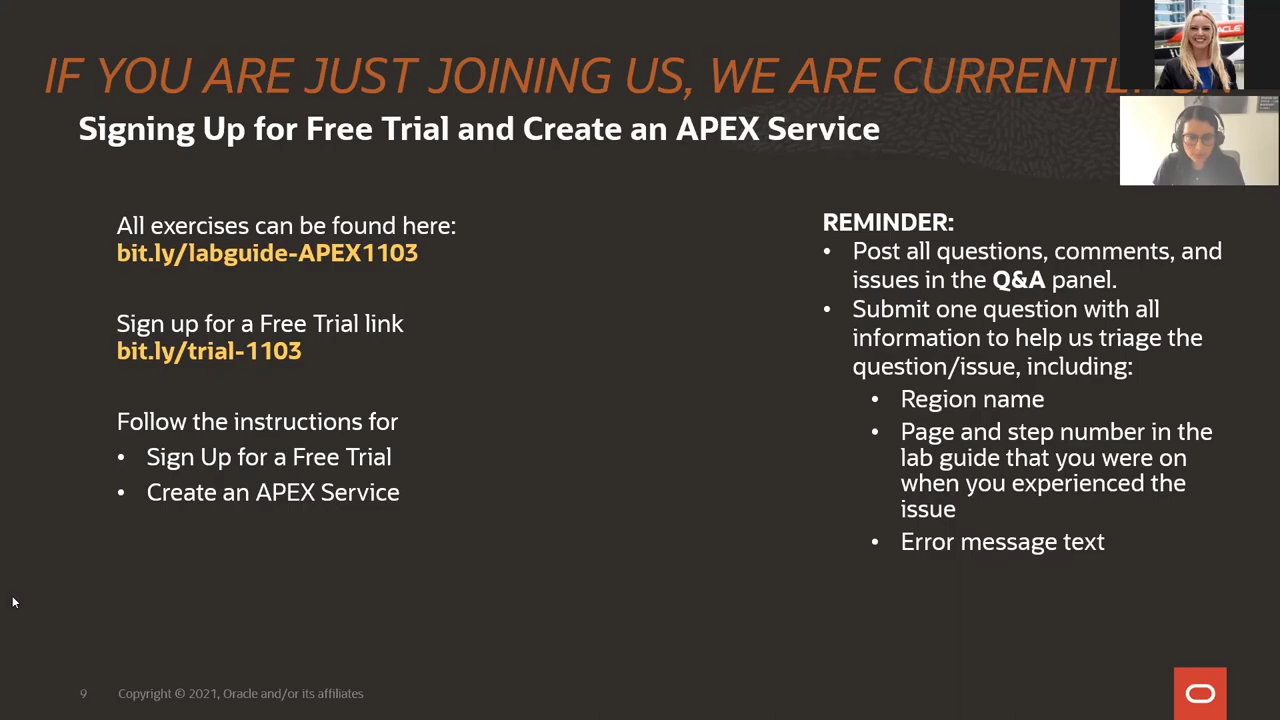 IF YOU ARE JUST JOINING US, WE ARE CURRENTLY
Signing Up for Free Trial and Create an APEX Service
All exercises can be found here:
bit.ly/labguide-APEX1103
Sign up for a Free Trial link
bit.ly/trial-1103
Follow the instructions for
• Sign Up for a Free Trial
• Create an APEX Service
REMINDER:
• Post all questions, comments, and
issues in the Q&A panel.
• Submit one question with all
information to help us triage the
question/issue, including:
• Region name
• Page and step number in the
lab guide that you were on
when you experienced the
issue
• Error message text
9
Copyright © 2021, Oracle and/or its affiliates